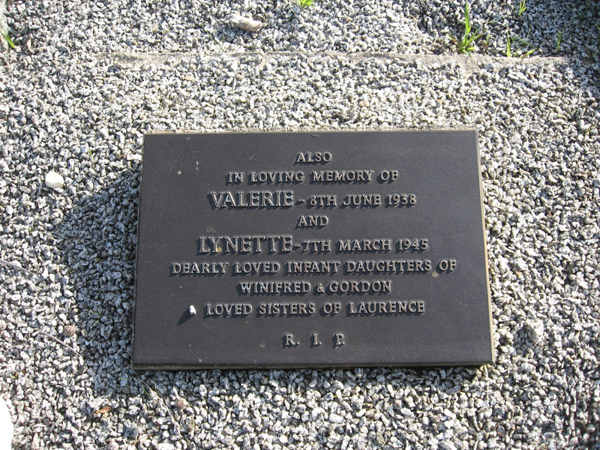 ALSO
IN LOVING MEMORY OF
VALERIE - 8TH JUNE 1938
AND
LYNETTE - 7TH MARCH 1945
DEARLY LOVED INFANT DAUGHTERS OF
WINIFRED & GORDON
LOVED SISTERS OF LAURENCE
R. I. P.